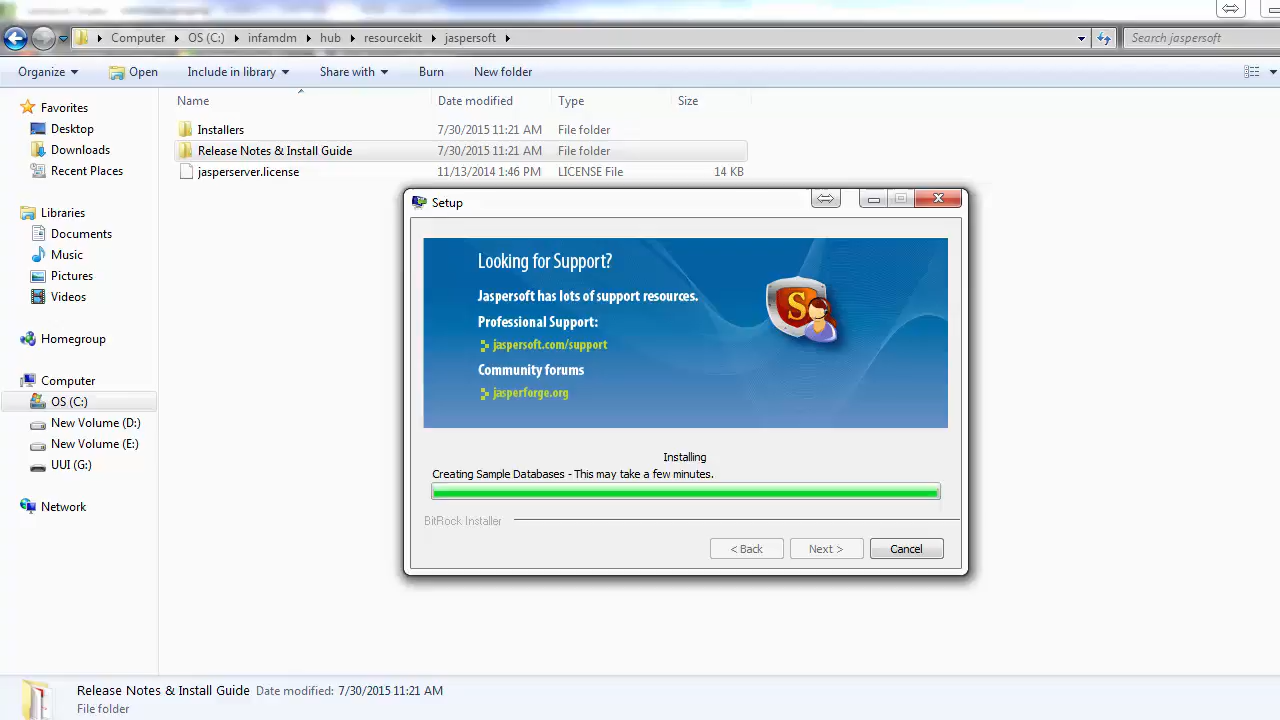 Computer OS (C:) infamdm hub resourcekit jaspersoft Search jaspersoft
Organize Open Include in library Share with Burn New folder
Name Date modified Type Size
Favorites
Desktop
Downloads
Recent Places
Libraries
Documents
Music
Pictures
Videos
Homegroup
Computer
OS (C:)
New Volume (D:)
New Volume (E:)
UUI (G:)
Network
Installers 7/30/2015 11:21 AM File folder
Release Notes & Install Guide 7/30/2015 11:21 AM File folder
jasperserver.license 11/13/2014 1:46 PM LICENSE File 14 KB
Setup
Looking for Support?
Jaspersoft has lots of support resources.
Professional Support:
jaspersoft.com/support
Community forums
jasperforge.org
S
Installing
Creating Sample Databases - This may take a few minutes.
BitRock Installer
< Back Next > Cancel
Release Notes & Install Guide Date modified: 7/30/2015 11:21 AM
File folder